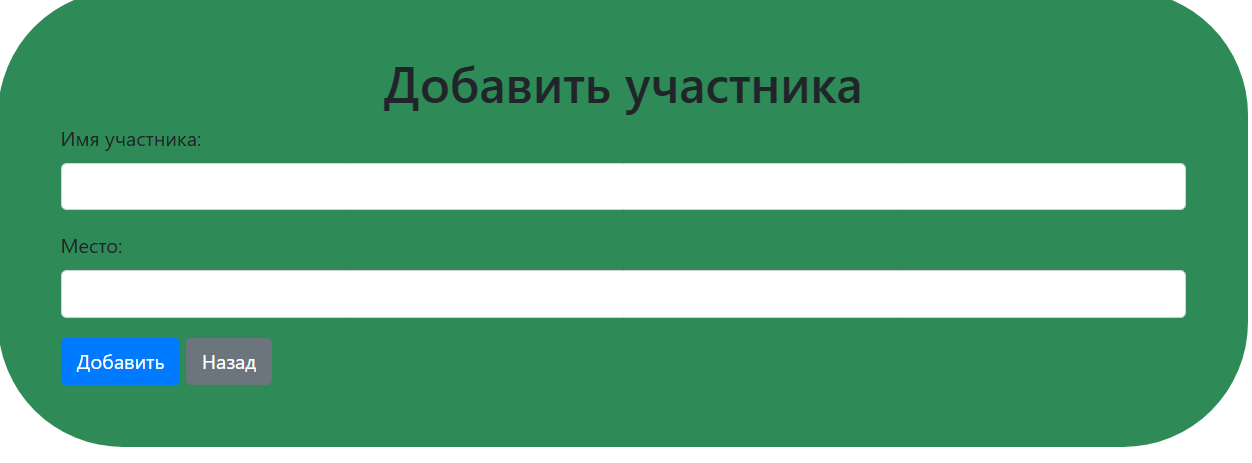 Добавить участника
Имя участника:
Место:
Добавить Назад